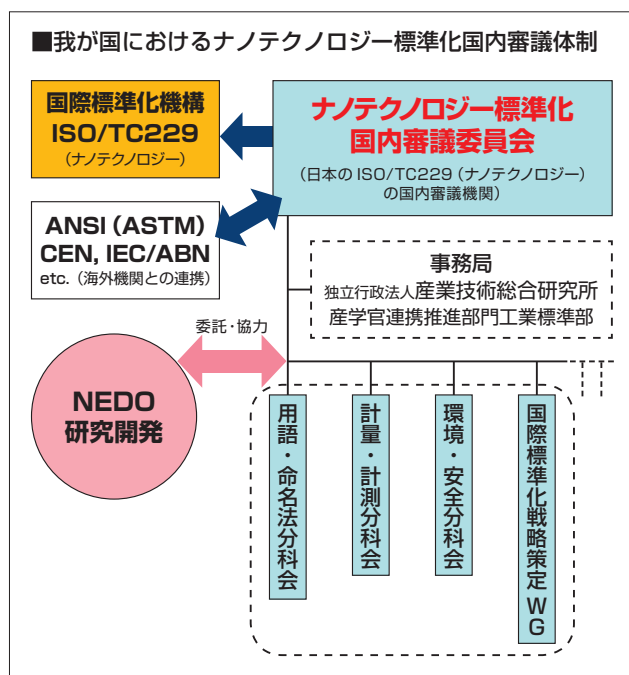 ■我が国におけるナノテクノロジー標準化国内審議体制
国際標準化機構
ISO/TC229
（ナノテクノロジー）
ナノテクノロジー標準化
国内審議委員会
（日本の ISO/TC229（ナノテクノロジー）
の国内審議機関）
ANSI（ASTM）
CEN, IEC/ABN
etc.（海外機関との連携）
事務局
独立行政法人産業技術総合研究所
産学官連携推進部門工業標準部
委託・協力
NEDO
研究開発
用語・命名法分科会
計量・計測分科会
環境・安全分科会
国際標準化戦略策定 WG